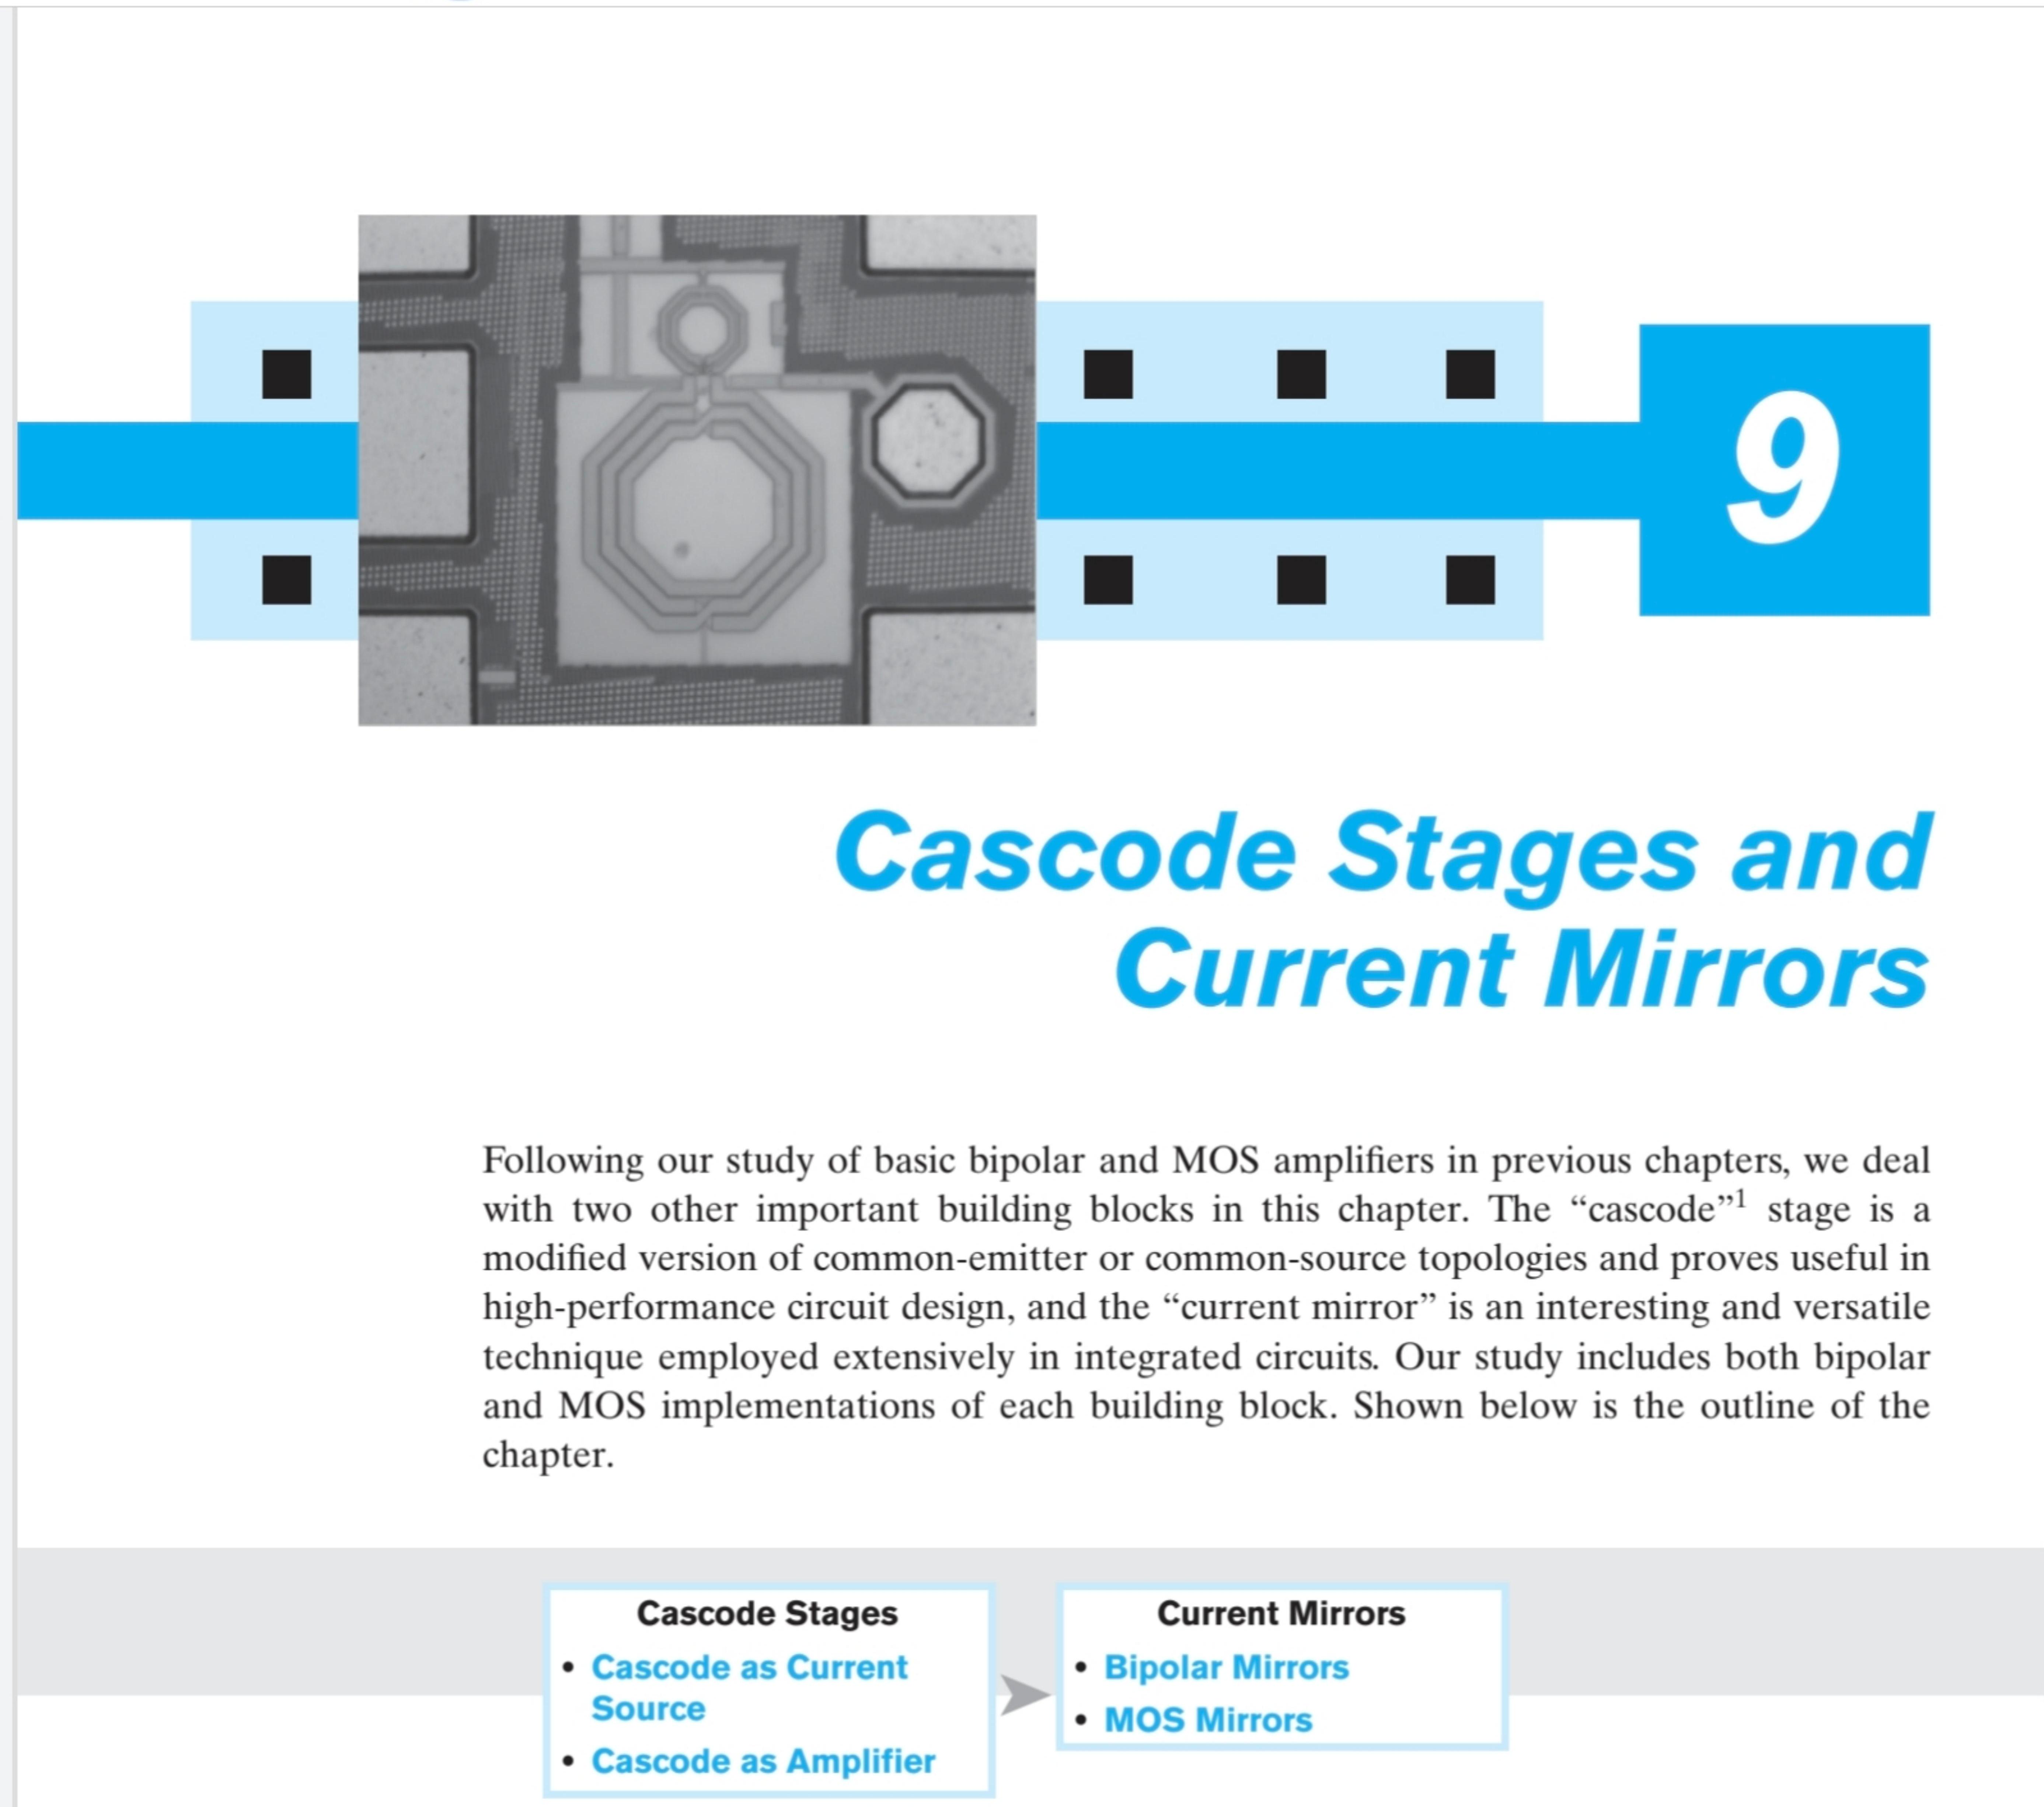 9
Cascode Stages and
Current Mirrors
Following our study of basic bipolar and MOS amplifiers in previous chapters, we deal
with two other important building blocks in this chapter. The “cascode”¹ stage is a
modified version of common-emitter or common-source topologies and proves useful in
high-performance circuit design, and the “current mirror” is an interesting and versatile
technique employed extensively in integrated circuits. Our study includes both bipolar
and MOS implementations of each building block. Shown below is the outline of the
chapter.
Cascode Stages
• Cascode as Current
Source
• Cascode as Amplifier
Current Mirrors
• Bipolar Mirrors
• MOS Mirrors